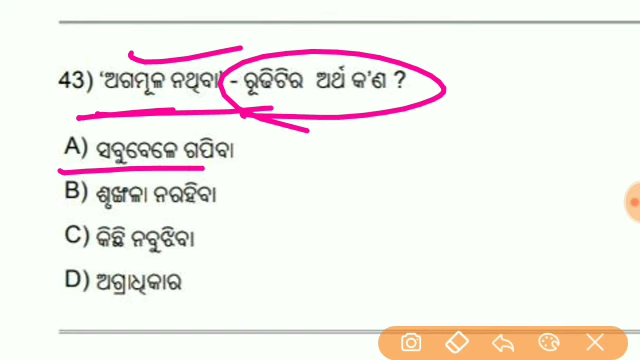 43) ‘ଅଗମୂଳ ନଥିବା’ - ରୂଢିଟିର ଅର୍ଥ କ’ଣ ?
A) ସବୁବେଳେ ଗପିବା
B) ଶୃଙ୍ଖଳା ନରହିବା
C) କିଛି ନବୁଝିବା
D) ଅଗ୍ରାଧିକାର